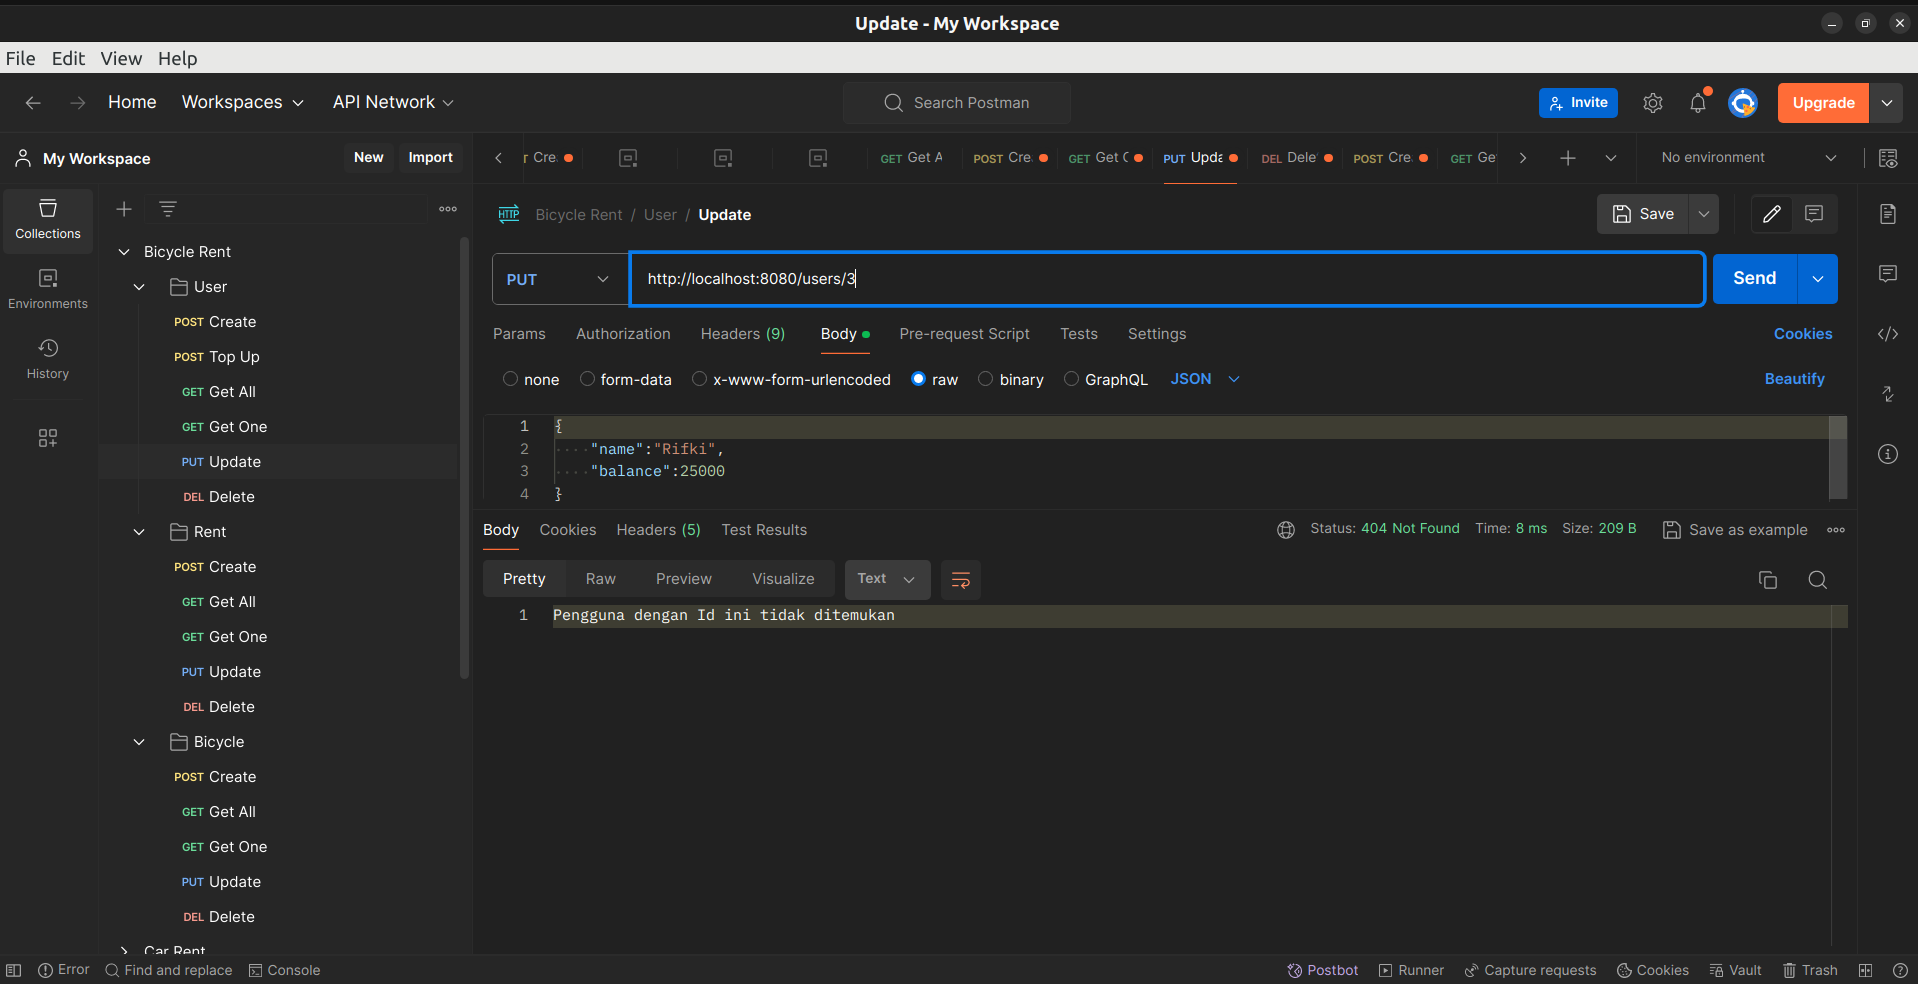 Update - My Workspace
File Edit View Help
Home Workspaces API Network Search Postman Invite Upgrade
My Workspace New Import
Cre GET Get A POST Cre GET Get PUT Upda DEL Dele POST Cre GET Ge No environment
Collections
Environments
History
Bicycle Rent
User
POST Create
POST Top Up
GET Get All
GET Get One
PUT Update
DEL Delete
Rent
POST Create
GET Get All
GET Get One
PUT Update
DEL Delete
Bicycle
POST Create
GET Get All
GET Get One
PUT Update
DEL Delete
Car Rent
HTTP Bicycle Rent / User / Update Save
PUT http://localhost:8080/users/3 Send
Params Authorization Headers (9) Body Pre-request Script Tests Settings Cookies
none form-data x-www-form-urlencoded raw binary GraphQL JSON Beautify
1 {
2 "name":"Rifki",
3 "balance":25000
4 }
Body Cookies Headers (5) Test Results Status: 404 Not Found Time: 8 ms Size: 209 B Save as example
Pretty Raw Preview Visualize Text
1 Pengguna dengan Id ini tidak ditemukan
Error Find and replace Console Postbot Runner Capture requests Cookies Vault Trash